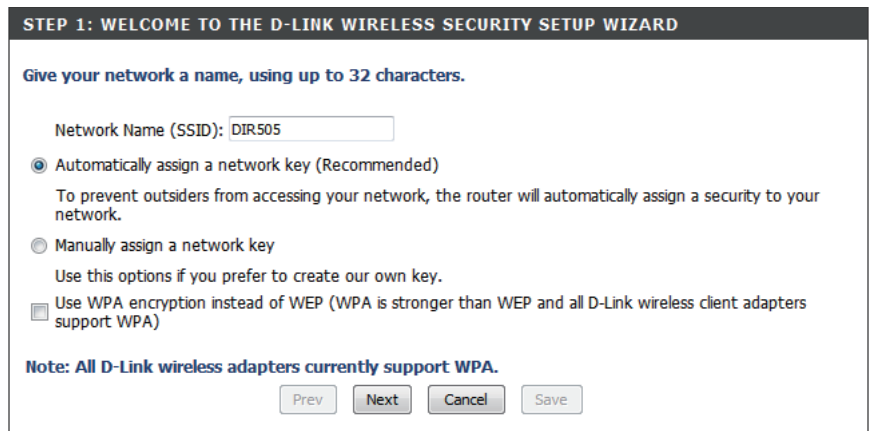 STEP 1: WELCOME TO THE D-LINK WIRELESS SECURITY SETUP WIZARD
Give your network a name, using up to 32 characters.
Network Name (SSID): DIR505
Automatically assign a network key (Recommended)
To prevent outsiders from accessing your network, the router will automatically assign a security to your
network.
Manually assign a network key
Use this options if you prefer to create our own key.
Use WPA encryption instead of WEP (WPA is stronger than WEP and all D-Link wireless client adapters
support WPA)
Note: All D-Link wireless adapters currently support WPA.
Prev Next Cancel Save